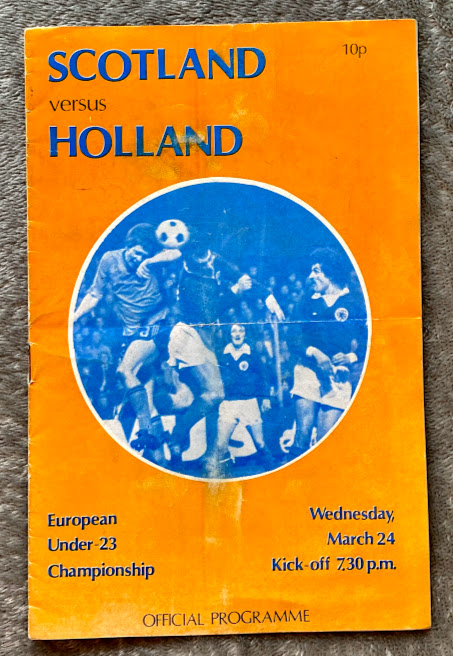 SCOTLAND
10p
versus
HOLLAND
European
Under-23
Championship
Wednesday,
March 24
Kick-off 7.30 p.m.
OFFICIAL PROGRAMME